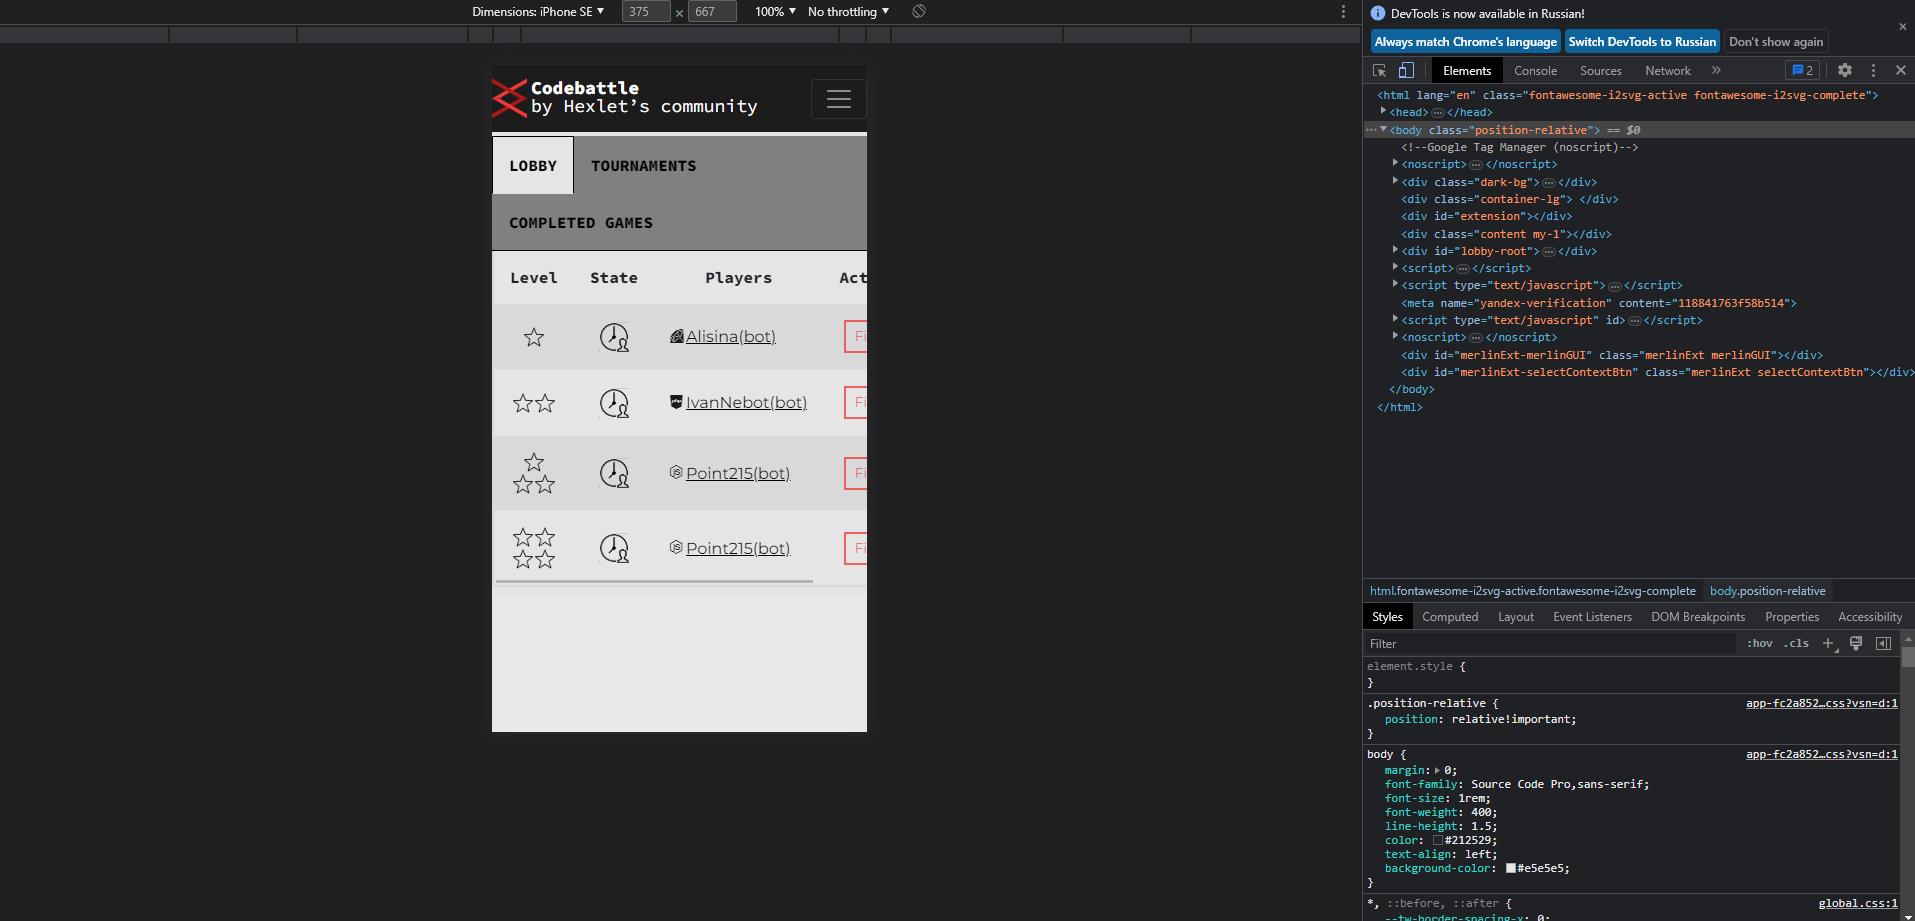 Dimensions: iPhone SE ▼ 375 × 667 100% ▼ No throttling ▼
Codebattle
by Hexlet’s community
LOBBY TOURNAMENTS
COMPLETED GAMES
Level State Players Act
Alisina(bot) Fi
IvanNebot(bot) Fi
Point215(bot) Fi
Point215(bot) Fi
DevTools is now available in Russian!
Always match Chrome's language Switch DevTools to Russian Don't show again
Elements Console Sources Network » 2
<html lang="en" class="fontawesome-i2svg-active fontawesome-i2svg-complete">
<head> … </head>
<body class="position-relative"> == $0
<!--Google Tag Manager (noscript)-->
<noscript> … </noscript>
<div class="dark-bg"> … </div>
<div class="container-lg"> </div>
<div id="extension"></div>
<div class="content my-1"></div>
<div id="lobby-root"> … </div>
<script> … </script>
<script type="text/javascript"> … </script>
<meta name="yandex-verification" content="118841763f58b514">
<script type="text/javascript" id> … </script>
<noscript> … </noscript>
<div id="merlinExt-merlinGUI" class="merlinExt merlinGUI"></div>
<div id="merlinExt-selectContextBtn" class="merlinExt selectContextBtn"></div>
</body>
</html>
html.fontawesome-i2svg-active.fontawesome-i2svg-complete body.position-relative
Styles Computed Layout Event Listeners DOM Breakpoints Properties Accessibility
Filter :hov .cls +
element.style {
}
.position-relative { app-fc2a852…css?vsn=d:1
position: relative!important;
}
body { app-fc2a852…css?vsn=d:1
margin: 0;
font-family: Source Code Pro,sans-serif;
font-size: 1rem;
font-weight: 400;
line-height: 1.5;
color: #212529;
text-align: left;
background-color: #e5e5e5;
}
*, ::before, ::after { global.css:1
--tw-border-spacing-x: 0;